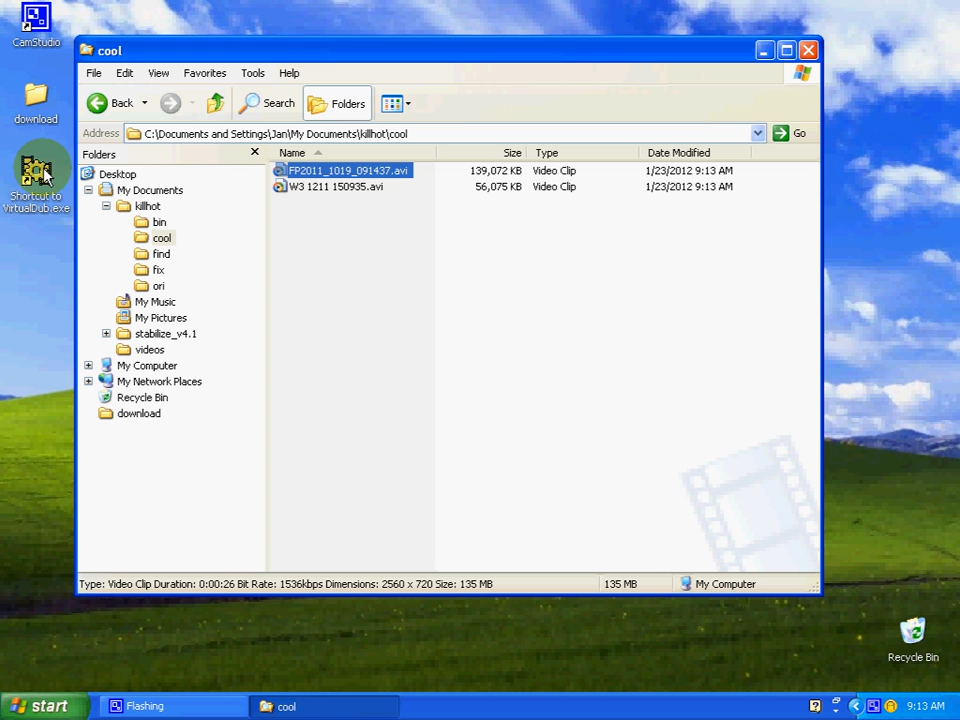 CamStudio
download
Shortcut to
VirtualDub.exe
cool
File Edit View Favorites Tools Help
Back Search Folders
Address C:\Documents and Settings\Jan\My Documents\killhot\cool Go
Folders
Name Size Type Date Modified
Desktop
My Documents
killhot
bin
cool
find
fix
ori
My Music
My Pictures
stabilize_v4.1
videos
My Computer
My Network Places
Recycle Bin
download
FP2011_1019_091437.avi 139,072 KB Video Clip 1/23/2012 9:13 AM
W3 1211 150935.avi 56,075 KB Video Clip 1/23/2012 9:13 AM
Type: Video Clip Duration: 0:00:26 Bit Rate: 1536kbps Dimensions: 2560 x 720 Size: 135 MB 135 MB My Computer
Recycle Bin
start Flashing cool 9:13 AM